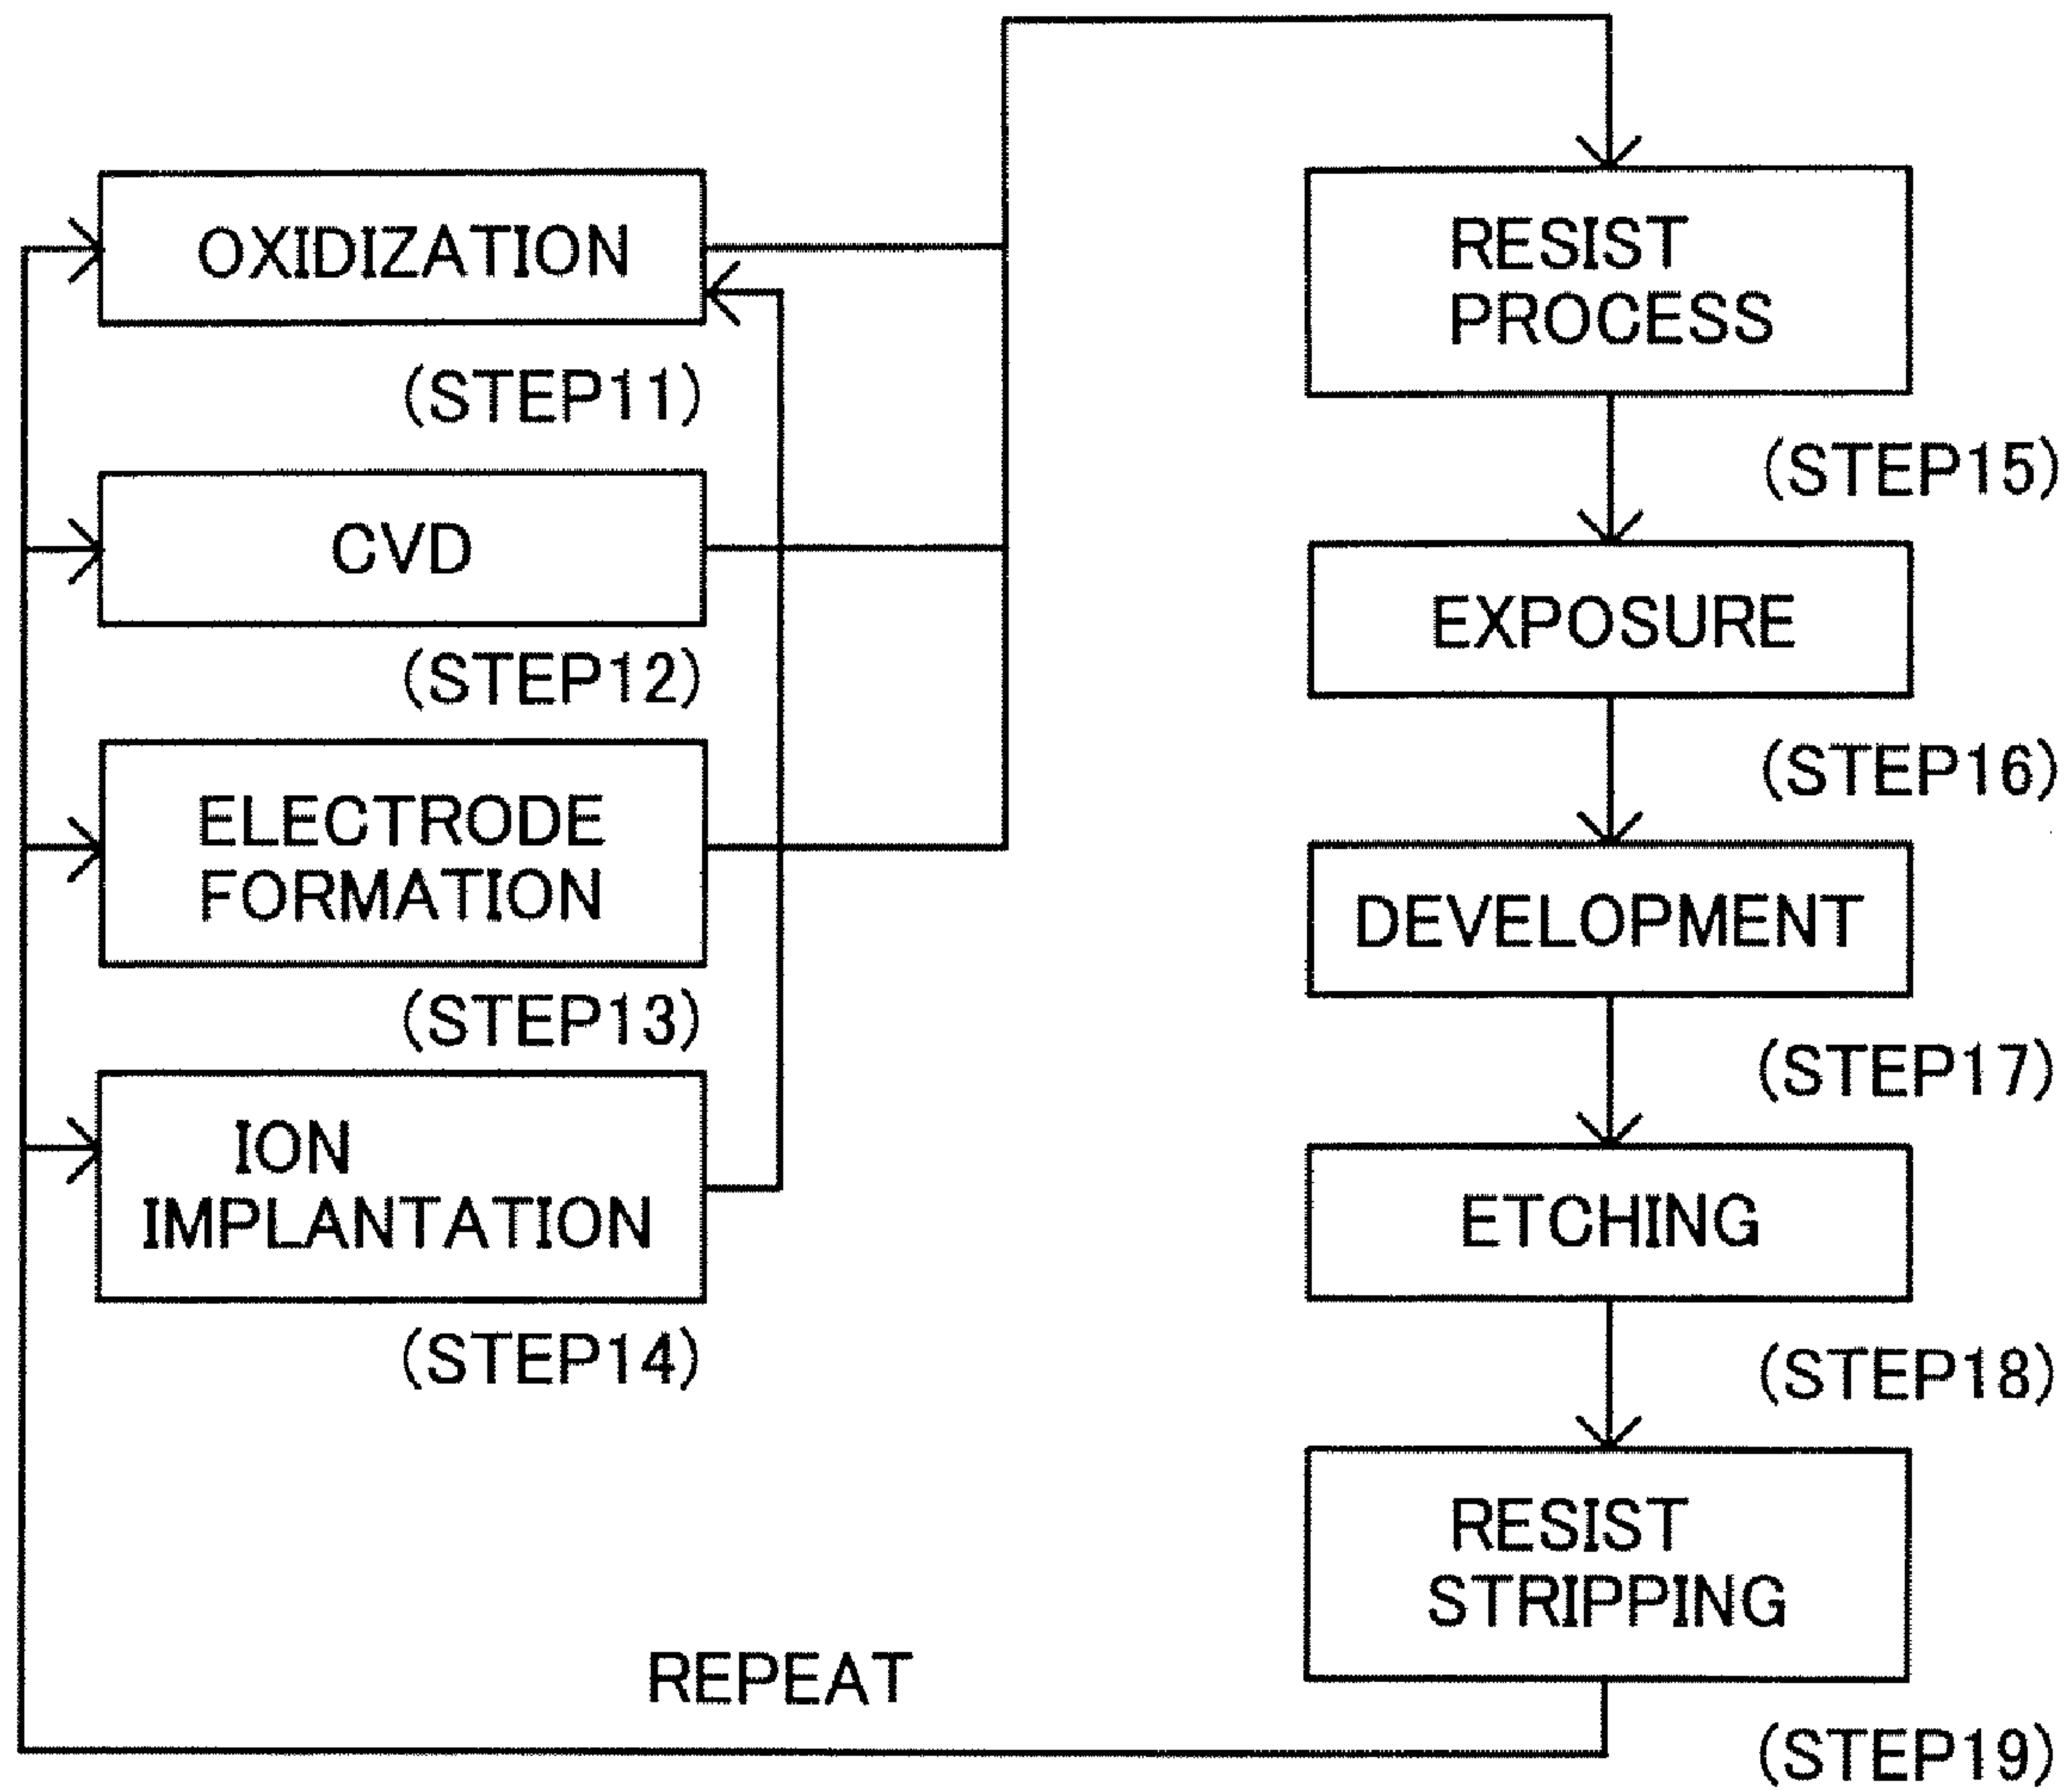 OXIDIZATION
(STEP11)
CVD
(STEP12)
ELECTRODE
FORMATION
(STEP13)
ION
IMPLANTATION
(STEP14)
RESIST
PROCESS
(STEP15)
EXPOSURE
(STEP16)
DEVELOPMENT
(STEP17)
ETCHING
(STEP18)
RESIST
STRIPPING
(STEP19)
REPEAT